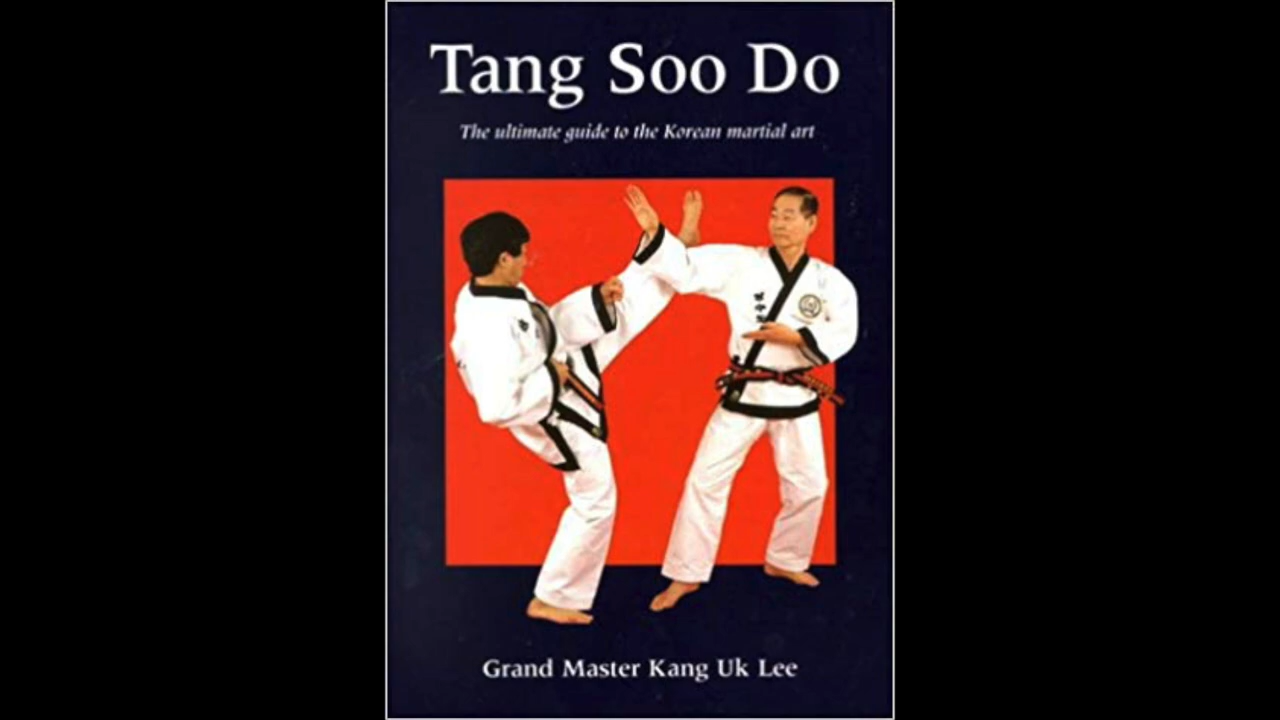 Tang Soo Do
The ultimate guide to the Korean martial art
Grand Master Kang Uk Lee